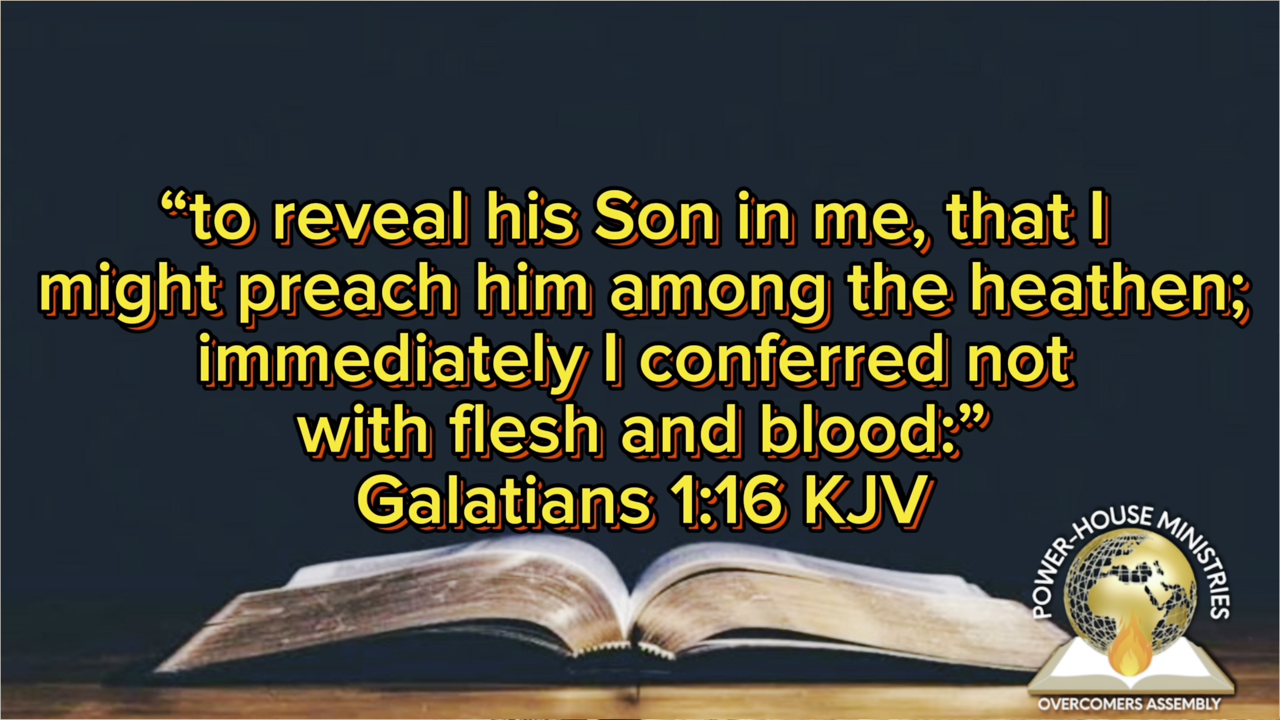 “to reveal his Son in me, that I
might preach him among the heathen;
immediately I conferred not
with flesh and blood:”
Galatians 1:16 KJV
POWER-HOUSE MINISTRIES
OVERCOMERS ASSEMBLY